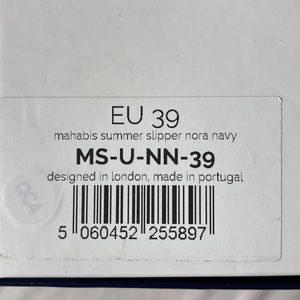 EU 39
mahabis summer slipper nora navy
MS-U-NN-39
designed in london, made in portugal
QC4
5 060452 255897